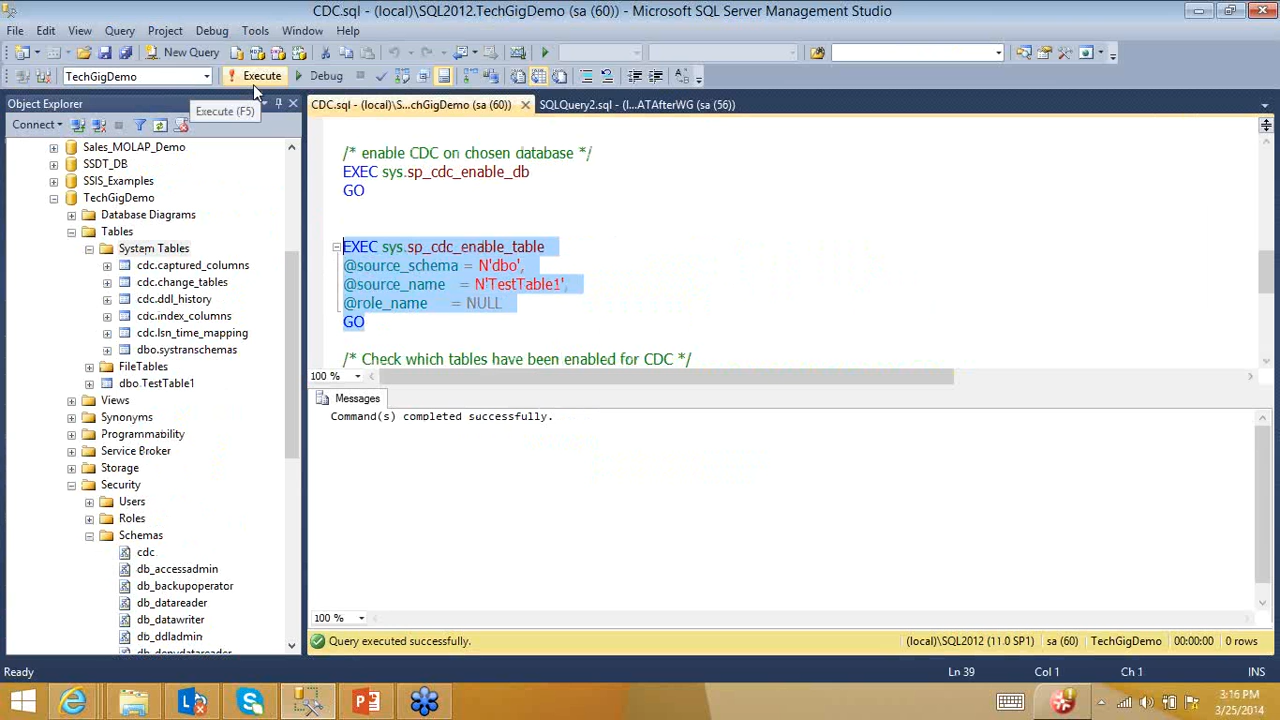 CDC.sql - (local)\SQL2012.TechGigDemo (sa (60)) - Microsoft SQL Server Management Studio
File Edit View Query Project Debug Tools Window Help
New Query
TechGigDemo Execute Debug
Object Explorer
Execute (F5)
CDC.sql - (local)\S...chGigDemo (sa (60)) SQLQuery2.sql - (l...ATAfterWG (sa (56))
Connect
Sales_MOLAP_Demo
SSDT_DB
SSIS_Examples
TechGigDemo
Database Diagrams
Tables
System Tables
cdc.captured_columns
cdc.change_tables
cdc.ddl_history
cdc.index_columns
cdc.lsn_time_mapping
dbo.systranschemas
FileTables
dbo.TestTable1
Views
Synonyms
Programmability
Service Broker
Storage
Security
Users
Roles
Schemas
cdc
db_accessadmin
db_backupoperator
db_datareader
db_datawriter
db_ddladmin
db_denydatareader
/* enable CDC on chosen database */
EXEC sys.sp_cdc_enable_db
GO
EXEC sys.sp_cdc_enable_table
@source_schema = N'dbo',
@source_name = N'TestTable1',
@role_name = NULL
GO
/* Check which tables have been enabled for CDC */
100 %
Messages
Command(s) completed successfully.
100 %
Query executed successfully. (local)\SQL2012 (11.0 SP1) sa (60) TechGigDemo 00:00:00 0 rows
Ready Ln 39 Col 1 Ch 1 INS
3:16 PM
3/25/2014